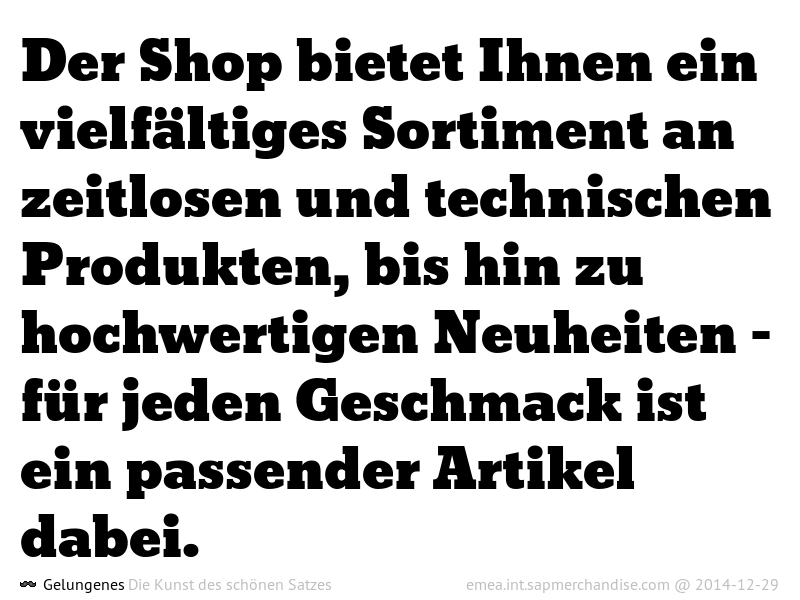 Der Shop bietet Ihnen ein
vielfältiges Sortiment an
zeitlosen und technischen
Produkten, bis hin zu
hochwertigen Neuheiten -
für jeden Geschmack ist
ein passender Artikel
dabei.
Gelungenes Die Kunst des schönen Satzes emea.int.sapmerchandise.com @ 2014-12-29